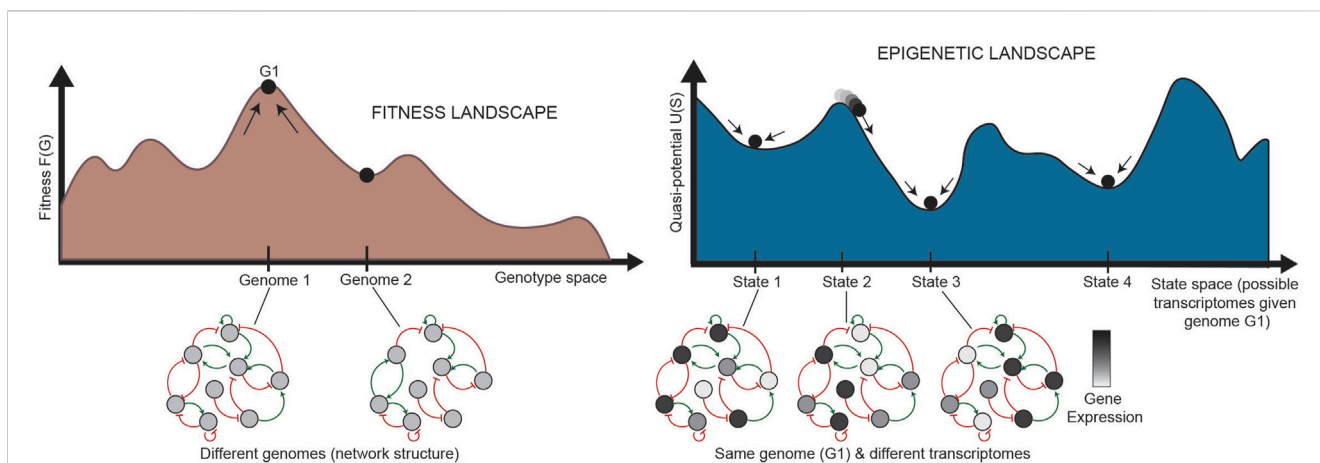 G1
FITNESS LANDSCAPE
Fitness F(G)
Genome 1
Genome 2
Genotype space
Different genomes (network structure)
EPIGENETIC LANDSCAPE
Quasi-potential U(S)
State 1
State 2
State 3
State 4
State space (possible
transcriptomes given
genome G1)
Gene
Expression
Same genome (G1) & different transcriptomes